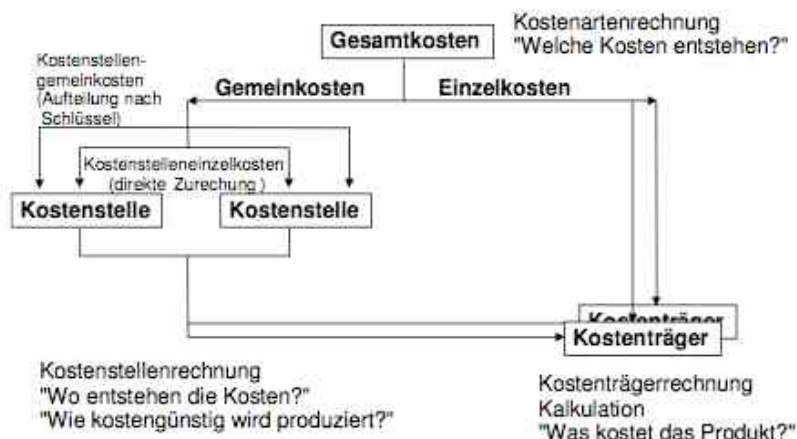 Kostenartenrechnung
"Welche Kosten entstehen?"
Gesamtkosten
Kostenstellen-
gemeinkosten
(Aufteilung nach
Schlüssel)
Gemeinkosten
Einzelkosten
Kostenstelleneinzelkosten
(direkte Zurechung )
Kostenstelle
Kostenstelle
Kostenträger
Kostenträger
Kostenstellenrechnung
"Wo entstehen die Kosten?"
"Wie kostengünstig wird produziert?"
Kostenträgerrechnung
Kalkulation
"Was kostet das Produkt?"